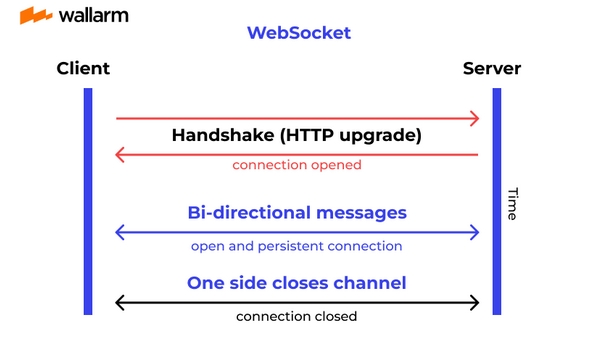 wallarm
WebSocket
Client
Server
Handshake (HTTP upgrade)
connection opened
Time
Bi-directional messages
open and persistent connection
One side closes channel
connection closed